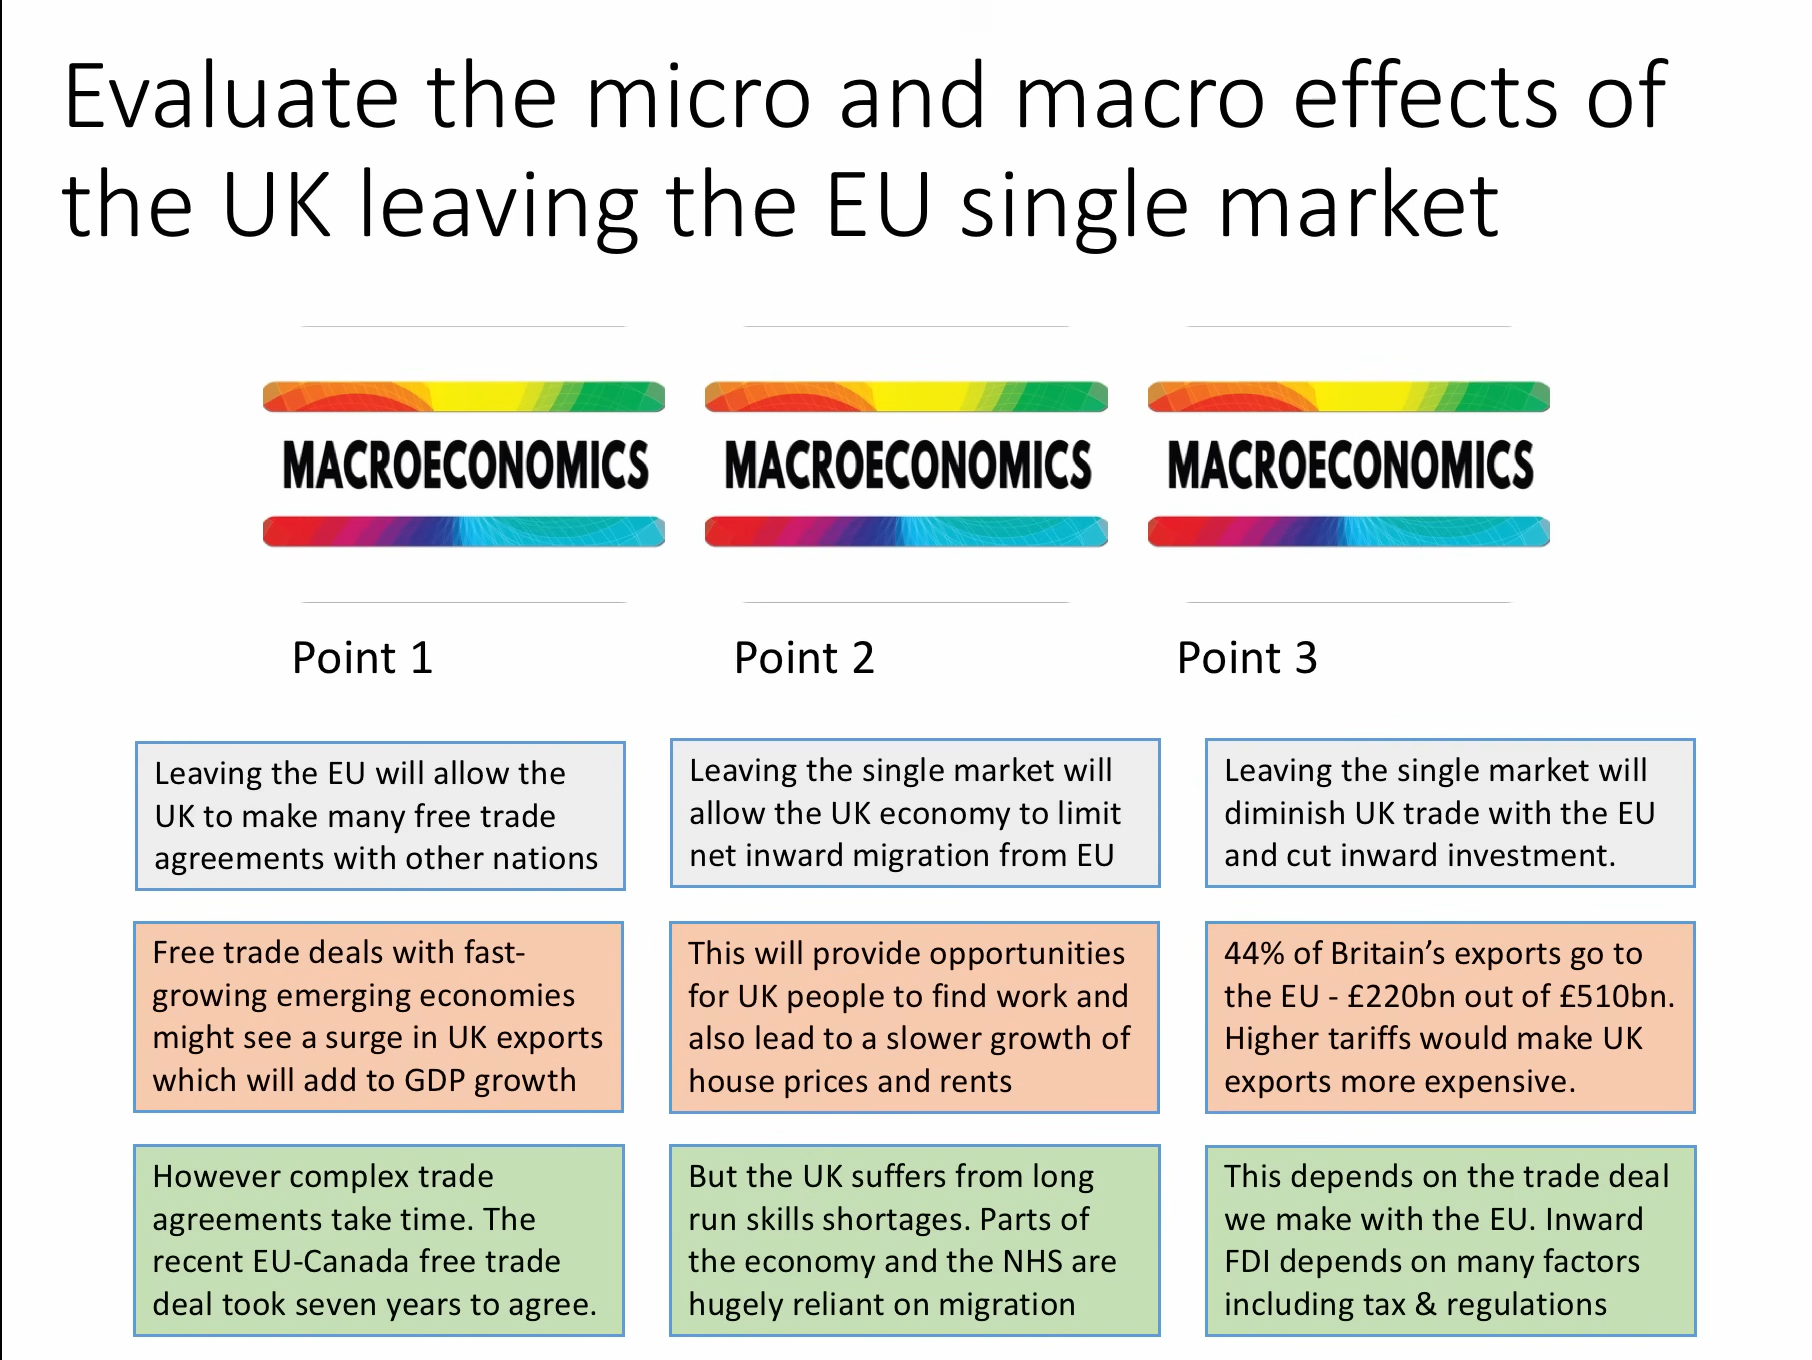 Evaluate the micro and macro effects of
the UK leaving the EU single market
MACROECONOMICS
MACROECONOMICS
MACROECONOMICS
Point 1
Point 2
Point 3
Leaving the EU will allow the
UK to make many free trade
agreements with other nations
Leaving the single market will
allow the UK economy to limit
net inward migration from EU
Leaving the single market will
diminish UK trade with the EU
and cut inward investment.
Free trade deals with fast-
growing emerging economies
might see a surge in UK exports
which will add to GDP growth
This will provide opportunities
for UK people to find work and
also lead to a slower growth of
house prices and rents
44% of Britain’s exports go to
the EU - £220bn out of £510bn.
Higher tariffs would make UK
exports more expensive.
However complex trade
agreements take time. The
recent EU-Canada free trade
deal took seven years to agree.
But the UK suffers from long
run skills shortages. Parts of
the economy and the NHS are
hugely reliant on migration
This depends on the trade deal
we make with the EU. Inward
FDI depends on many factors
including tax & regulations